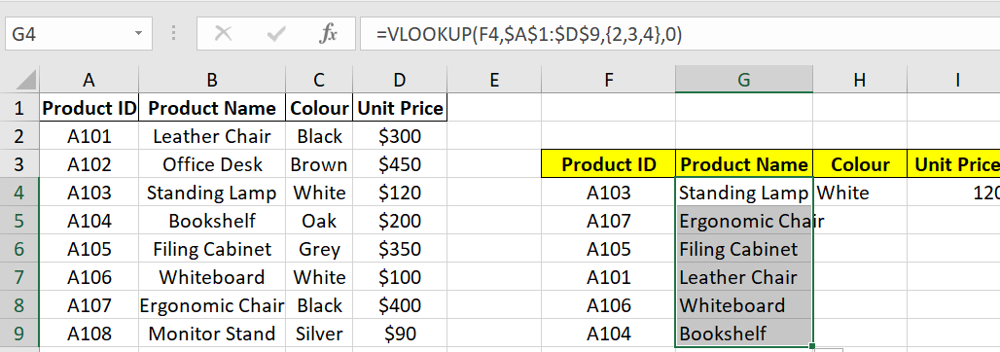 G4 fx =VLOOKUP(F4,$A$1:$D$9,{2,3,4},0)
A B C D E F G H I
1 Product ID Product Name Colour Unit Price
2 A101 Leather Chair Black $300
3 A102 Office Desk Brown $450 Product ID Product Name Colour Unit Price
4 A103 Standing Lamp White $120 A103 Standing Lamp White 120
5 A104 Bookshelf Oak $200 A107 Ergonomic Chair
6 A105 Filing Cabinet Grey $350 A105 Filing Cabinet
7 A106 Whiteboard White $100 A101 Leather Chair
8 A107 Ergonomic Chair Black $400 A106 Whiteboard
9 A108 Monitor Stand Silver $90 A104 Bookshelf